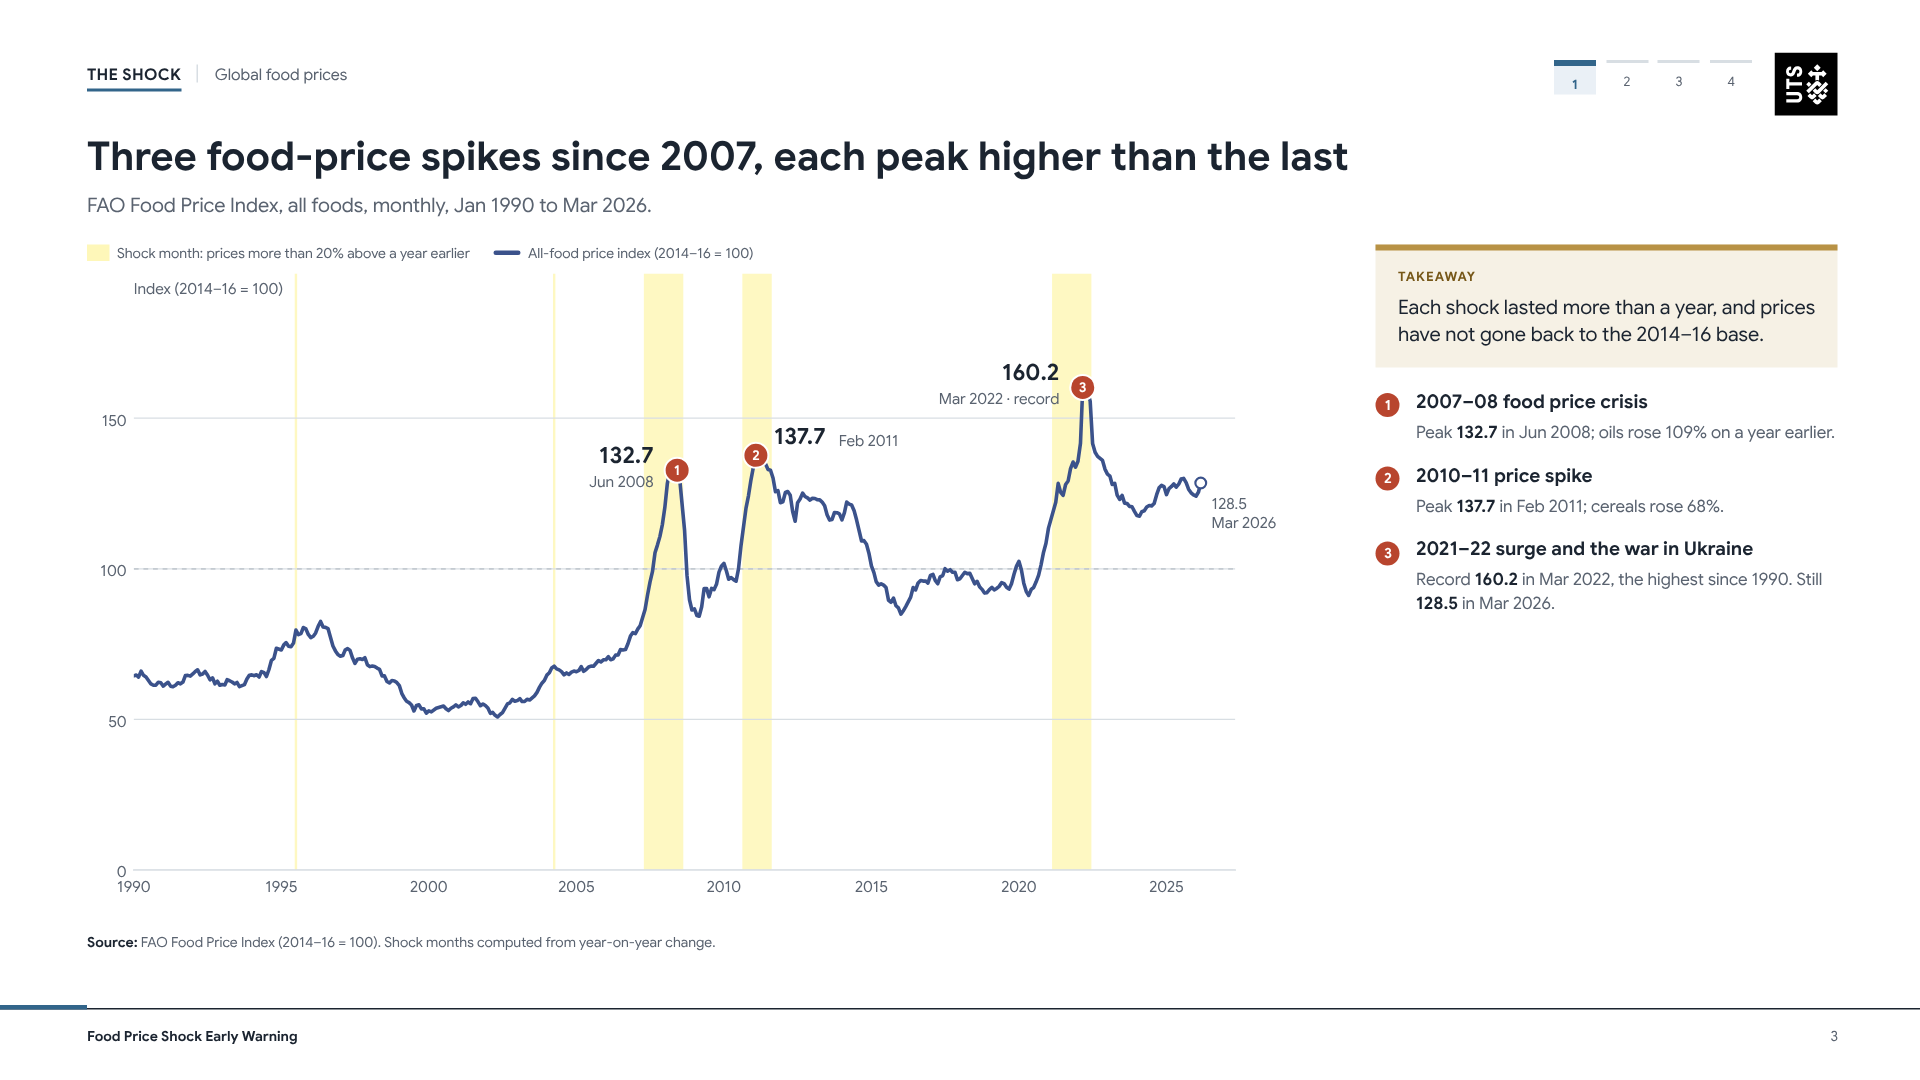 THE SHOCK
Global food prices
1 2 3 4
UTS
Three food-price spikes since 2007, each peak higher than the last
FAO Food Price Index, all foods, monthly, Jan 1990 to Mar 2026.
Shock month: prices more than 20% above a year earlier
All-food price index (2014–16 = 100)
Index (2014–16 = 100)
150
100
50
0
1990 1995 2000 2005 2010 2015 2020 2025
132.7
Jun 2008
1
2
137.7 Feb 2011
160.2
Mar 2022 · record
3
128.5
Mar 2026
TAKEAWAY
Each shock lasted more than a year, and prices
have not gone back to the 2014–16 base.
1 2007–08 food price crisis
Peak 132.7 in Jun 2008; oils rose 109% on a year earlier.
2 2010–11 price spike
Peak 137.7 in Feb 2011; cereals rose 68%.
3 2021–22 surge and the war in Ukraine
Record 160.2 in Mar 2022, the highest since 1990. Still
128.5 in Mar 2026.
Source: FAO Food Price Index (2014–16 = 100). Shock months computed from year-on-year change.
Food Price Shock Early Warning
3